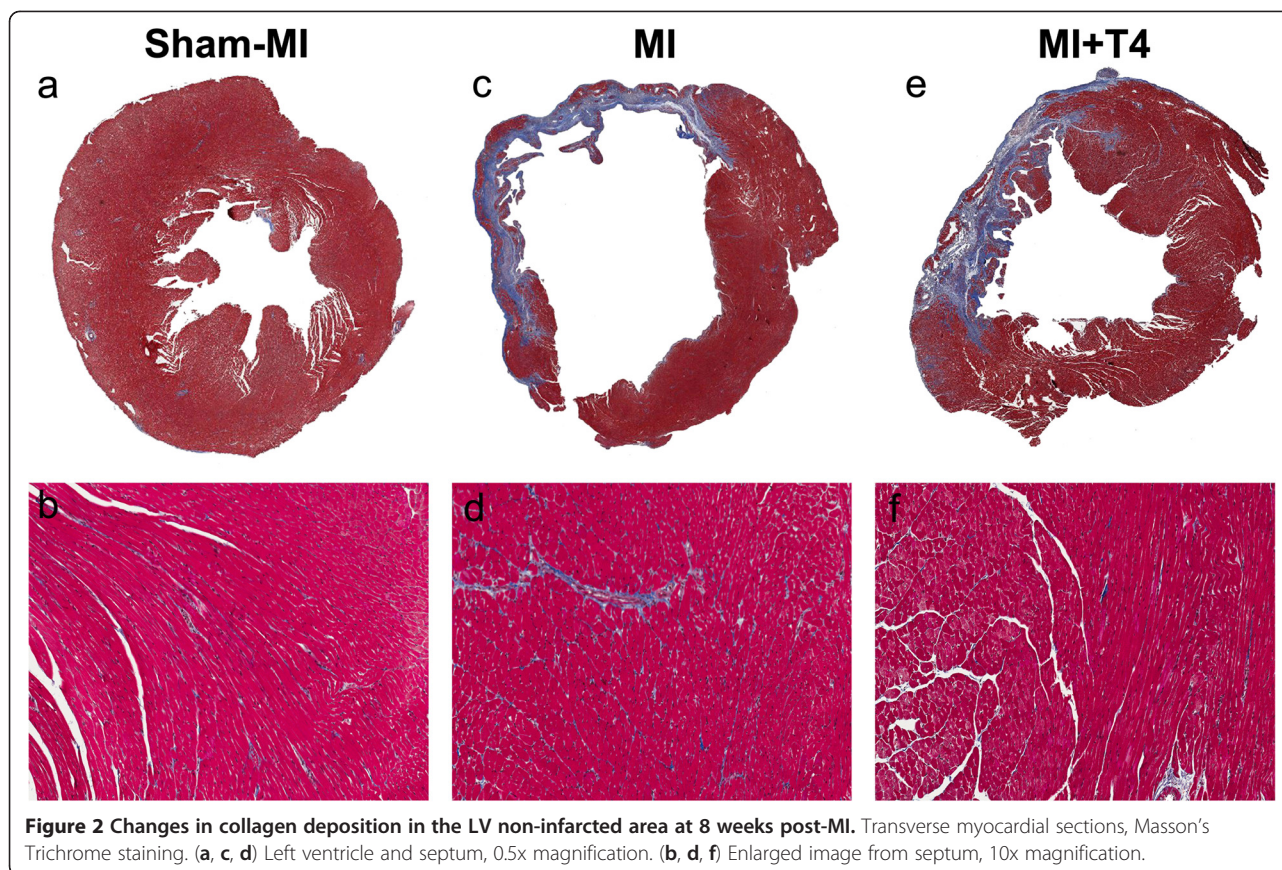 Sham-MI MI MI+T4
a c e
b d f
Figure 2 Changes in collagen deposition in the LV non-infarcted area at 8 weeks post-MI. Transverse myocardial sections, Masson's
Trichrome staining. (a, c, d) Left ventricle and septum, 0.5x magnification. (b, d, f) Enlarged image from septum, 10x magnification.